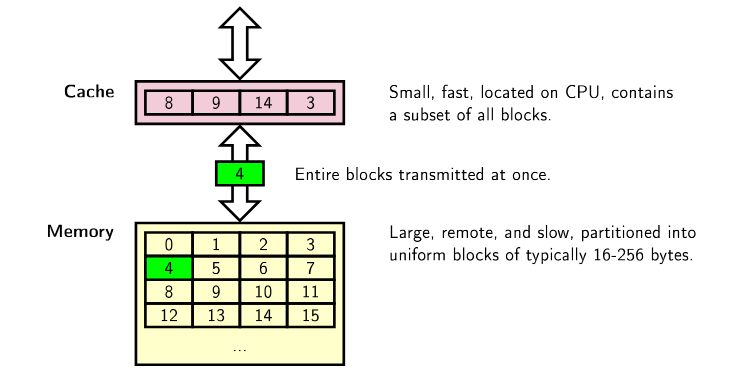 Cache
8 9 14 3
Small, fast, located on CPU, contains
a subset of all blocks.
4
Entire blocks transmitted at once.
Memory
0 1 2 3
4 5 6 7
8 9 10 11
12 13 14 15
...
Large, remote, and slow, partitioned into
uniform blocks of typically 16-256 bytes.